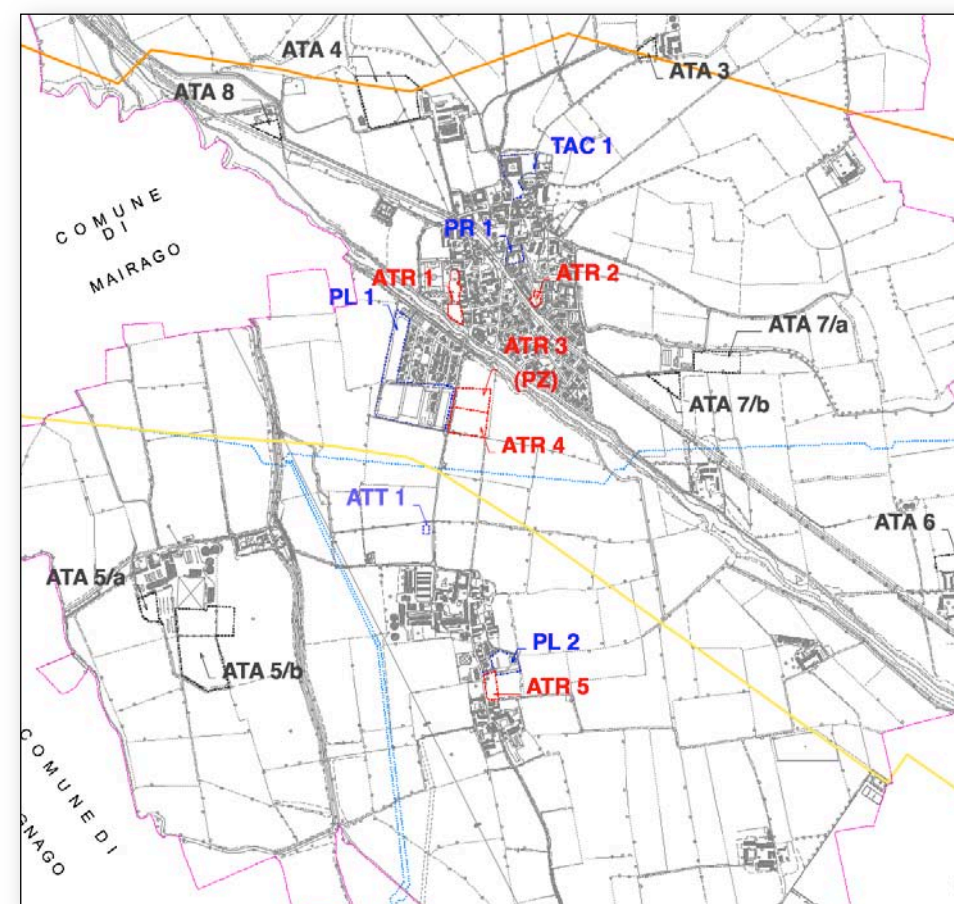 ATA 4
ATA 3
ATA 8
TAC 1
COMUNE
DI
MAIRAGO
PR 1
ATR 1
ATR 2
PL 1
ATA 7/a
ATR 3
(PZ)
ATA 7/b
ATR 4
ATT 1
ATA 6
ATA 5/a
PL 2
ATA 5/b
ATR 5
COMUNE DI
GNAGO